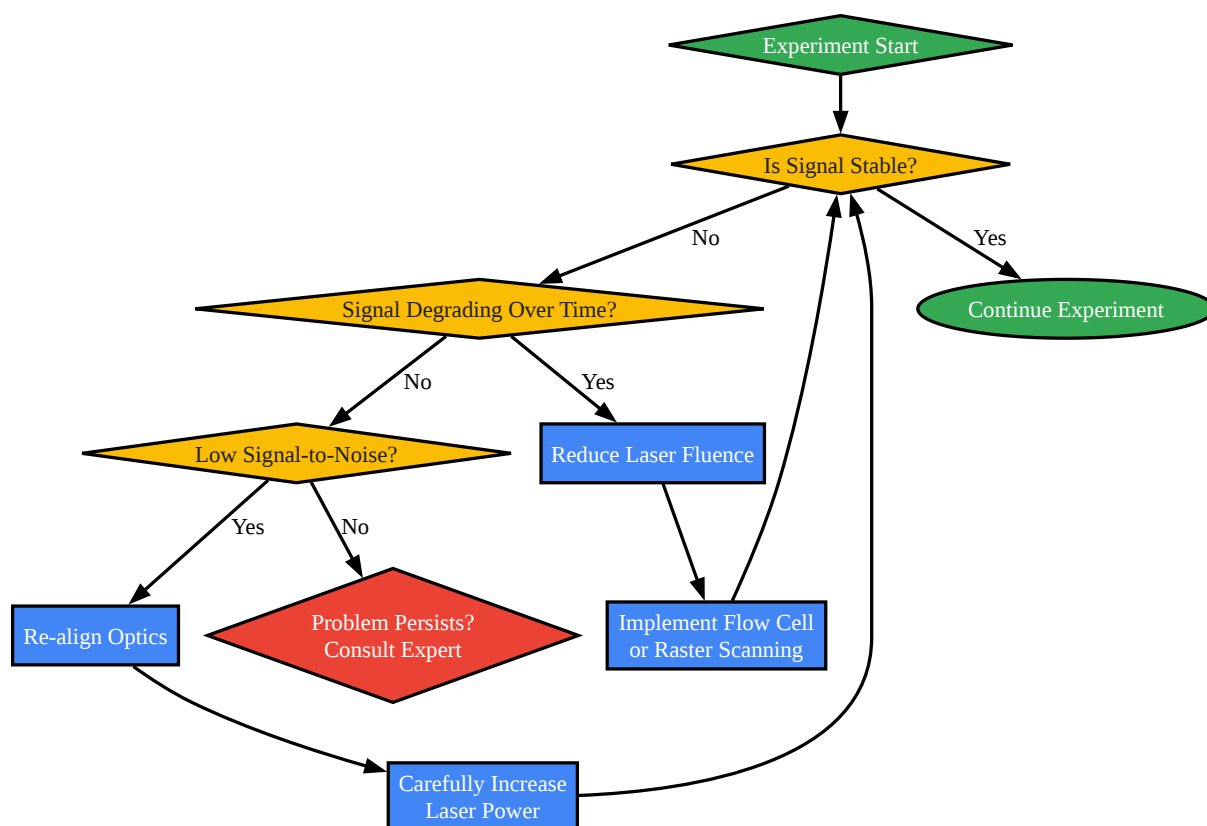 Experiment Start
Is Signal Stable?
No
Yes
Signal Degrading Over Time?
Continue Experiment
No
Yes
Low Signal-to-Noise?
Reduce Laser Fluence
Yes
No
Re-align Optics
Problem Persists?
Consult Expert
Implement Flow Cell
or Raster Scanning
Carefully Increase
Laser Power